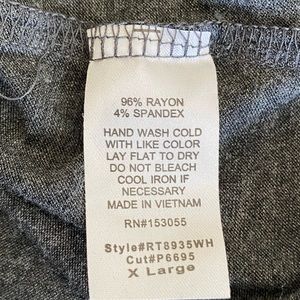 96% RAYON
4% SPANDEX
HAND WASH COLD
WITH LIKE COLOR
LAY FLAT TO DRY
DO NOT BLEACH
COOL IRON IF
NECESSARY
MADE IN VIETNAM
RN#153055
Style#RT8935WH
Cut#P6695
X Large